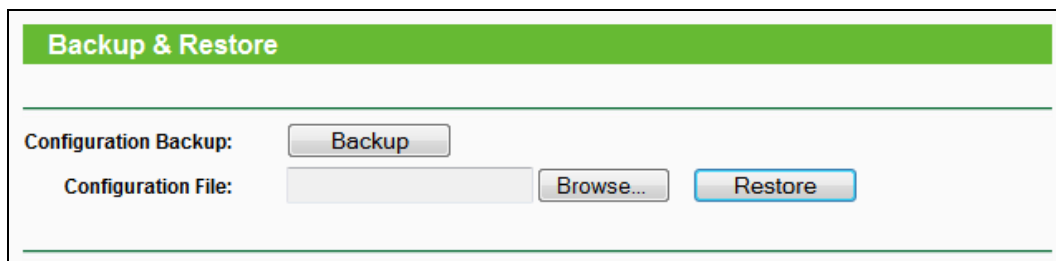 Backup & Restore
Configuration Backup: Backup
Configuration File: Browse... Restore